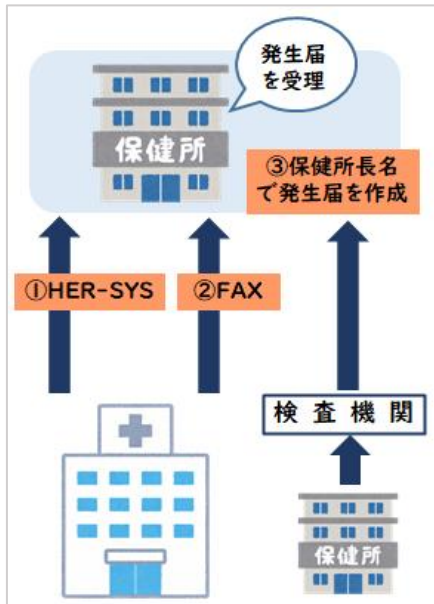 発生届
を受理
保健所
③保健所長名
で発生届を作成
①HER-SYS
②FAX
検査機関
保健所